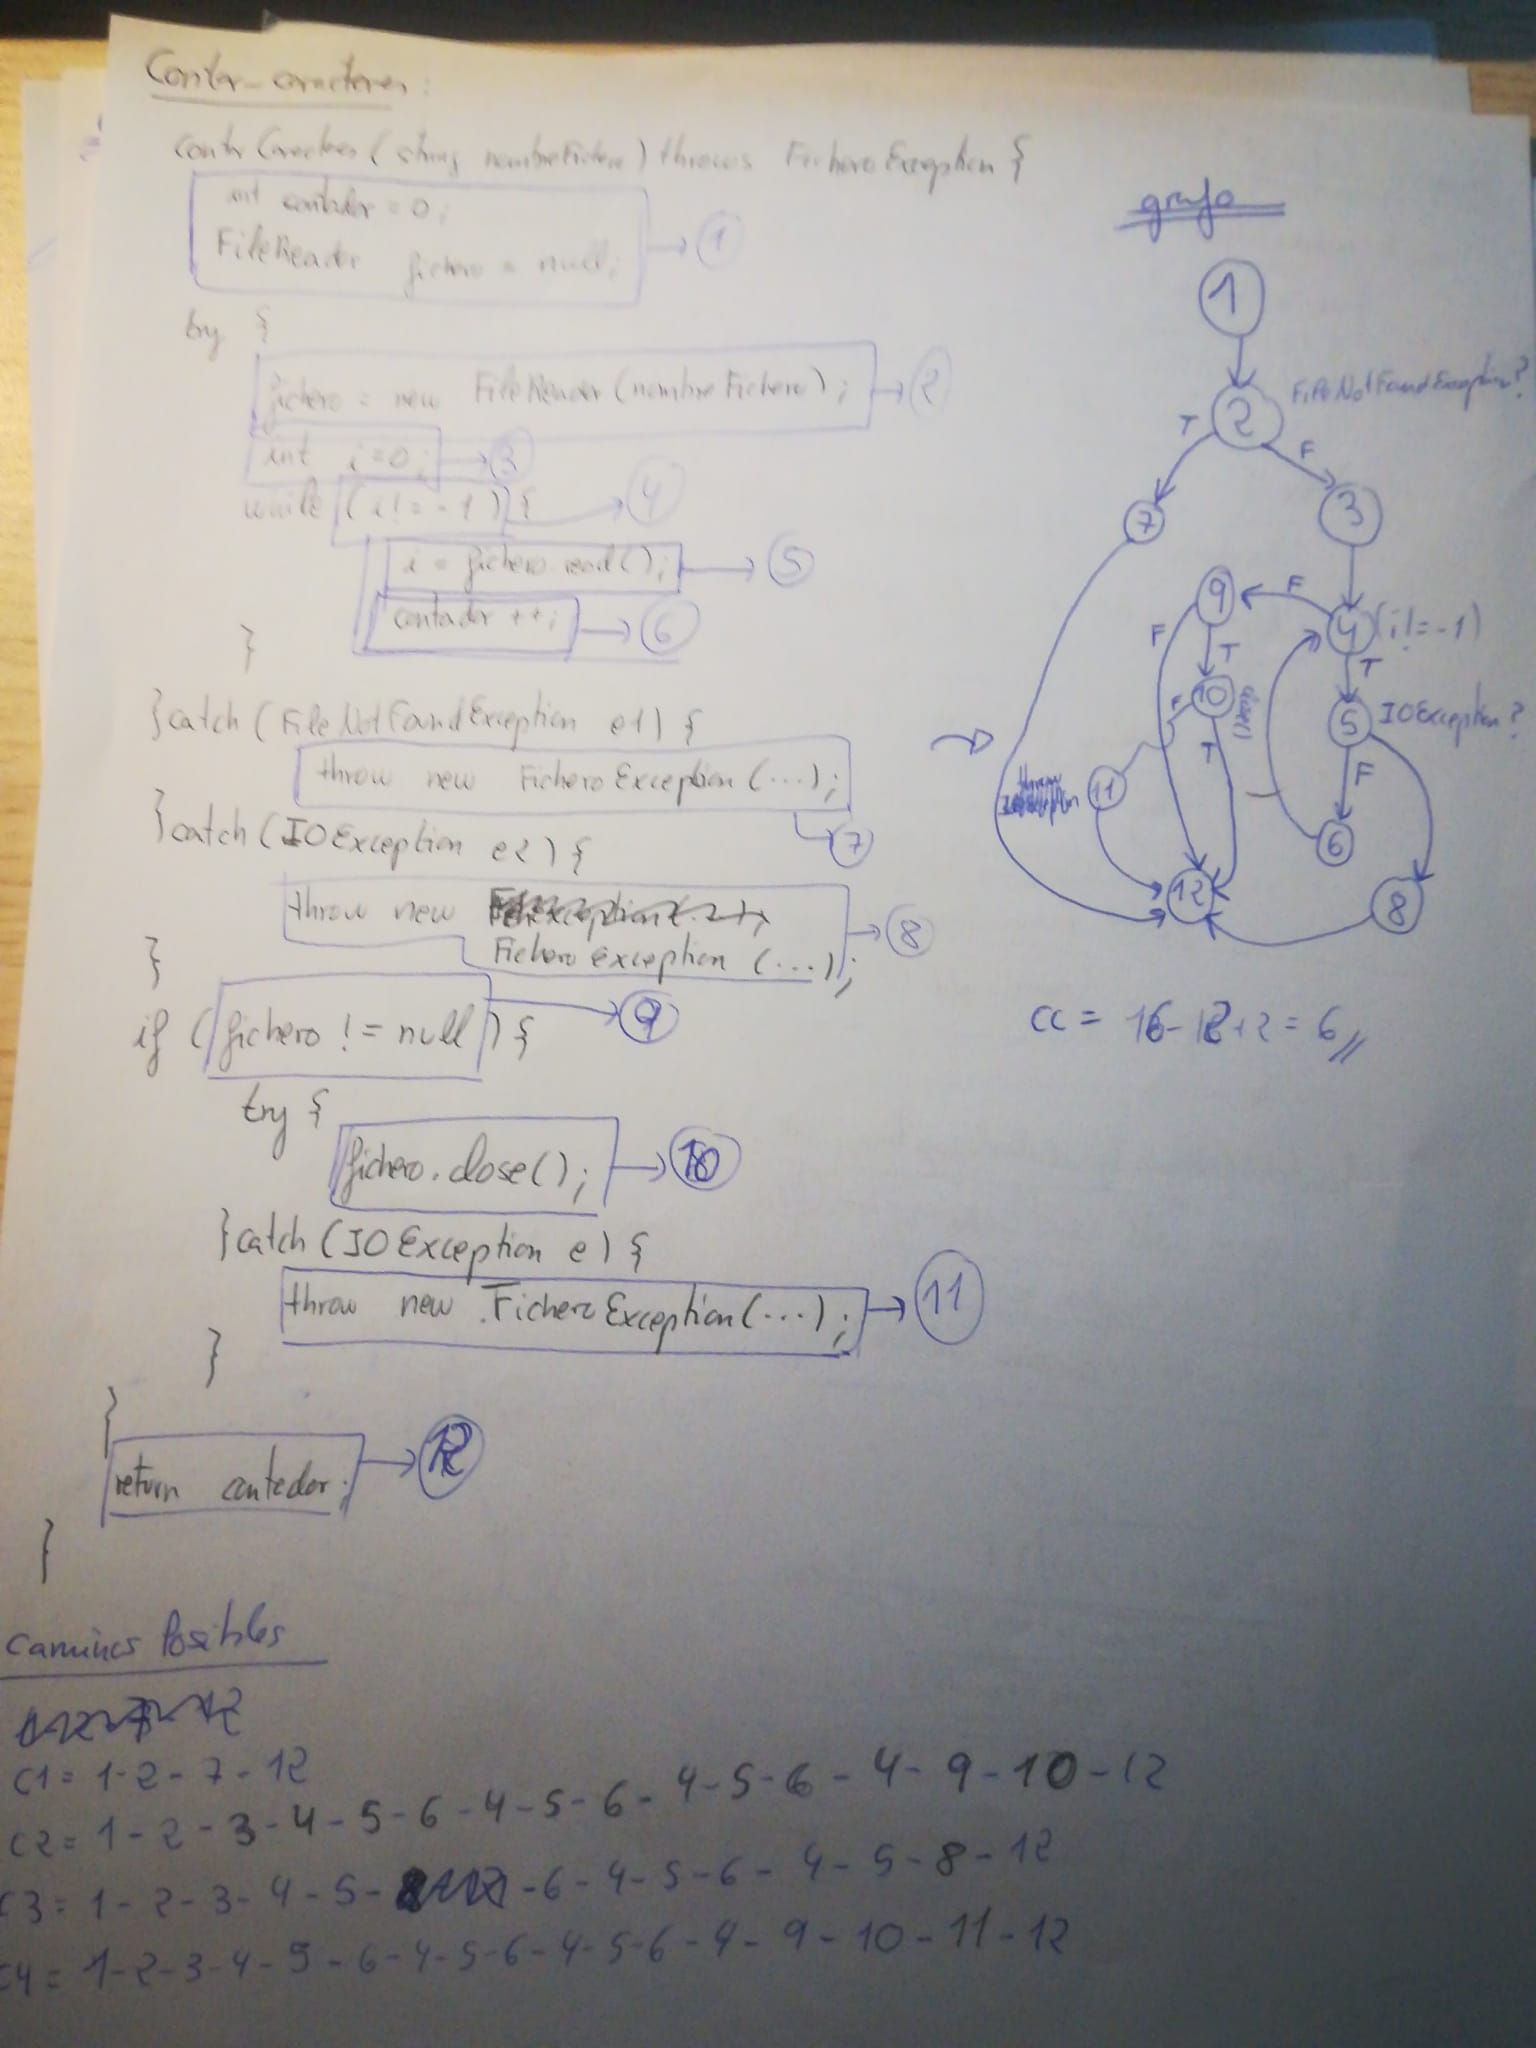 Contar_caracteres:
contarCaracteres (string nombreFichero) throws FicheroException {
int contador = 0;
FileReader fichero = null; → 1
try {
fichero = new FileReader(nombreFichero); → 2
int i=0; → 3
while (i!= -1) { → 4
i = fichero.read(); → 5
contador ++; → 6
}
}catch (FileNotFoundException e1) {
throw new FicheroException (...);
→ 7
}catch (IOException e2) {
throw new
FicheroException (...); → 8
}
if (fichero != null) { → 9
try {
fichero.close(); → 10
}catch (IOException e) {
throw new FicheroException (...); → 11
}
}
return contador; → 12
}
grafo
1
2 FileNotFoundException?
T F
7 3
9 F 4 (i!=-1)
F T T
10 close() 5 IOException?
F T F
throw
11
6
12 8
CC = 16-12+2 = 6
Caminos Posibles
C1 = 1-2-7-12
C2 = 1-2-3-4-5-6-4-5-6-4-5-6-4-9-10-12
C3 = 1-2-3-4-5-6-4-5-6-4-5-8-12
C4 = 1-2-3-4-5-6-4-5-6-4-5-6-4-9-10-11-12